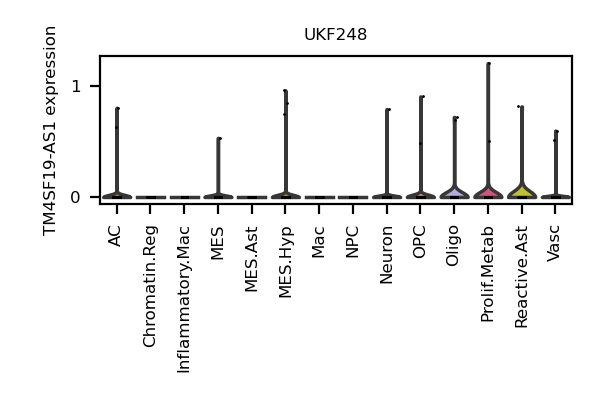 UKF248
TM4SF19-AS1 expression
1
0
AC
Chromatin.Reg
Inflammatory.Mac
MES
MES.Ast
MES.Hyp
Mac
NPC
Neuron
OPC
Oligo
Prolif.Metab
Reactive.Ast
Vasc